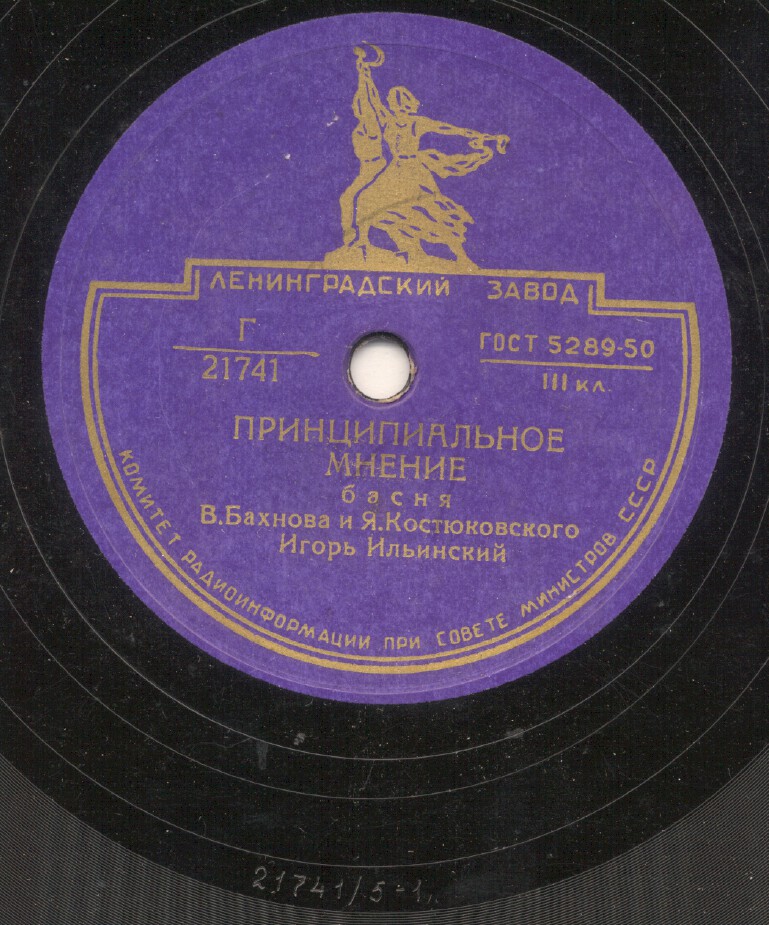 ЛЕНИНГРАДСКИЙ ЗАВОД
Г
21741
ГОСТ 5289-50
III кл.
ПРИНЦИПИАЛЬНОЕ
МНЕНИЕ
басня
В.Бахнова и Я.Костюковского
Игорь Ильинский
КОМИТЕТ РАДИОИНФОРМАЦИИ ПРИ СОВЕТЕ МИНИСТРОВ СССР
21741/5-1